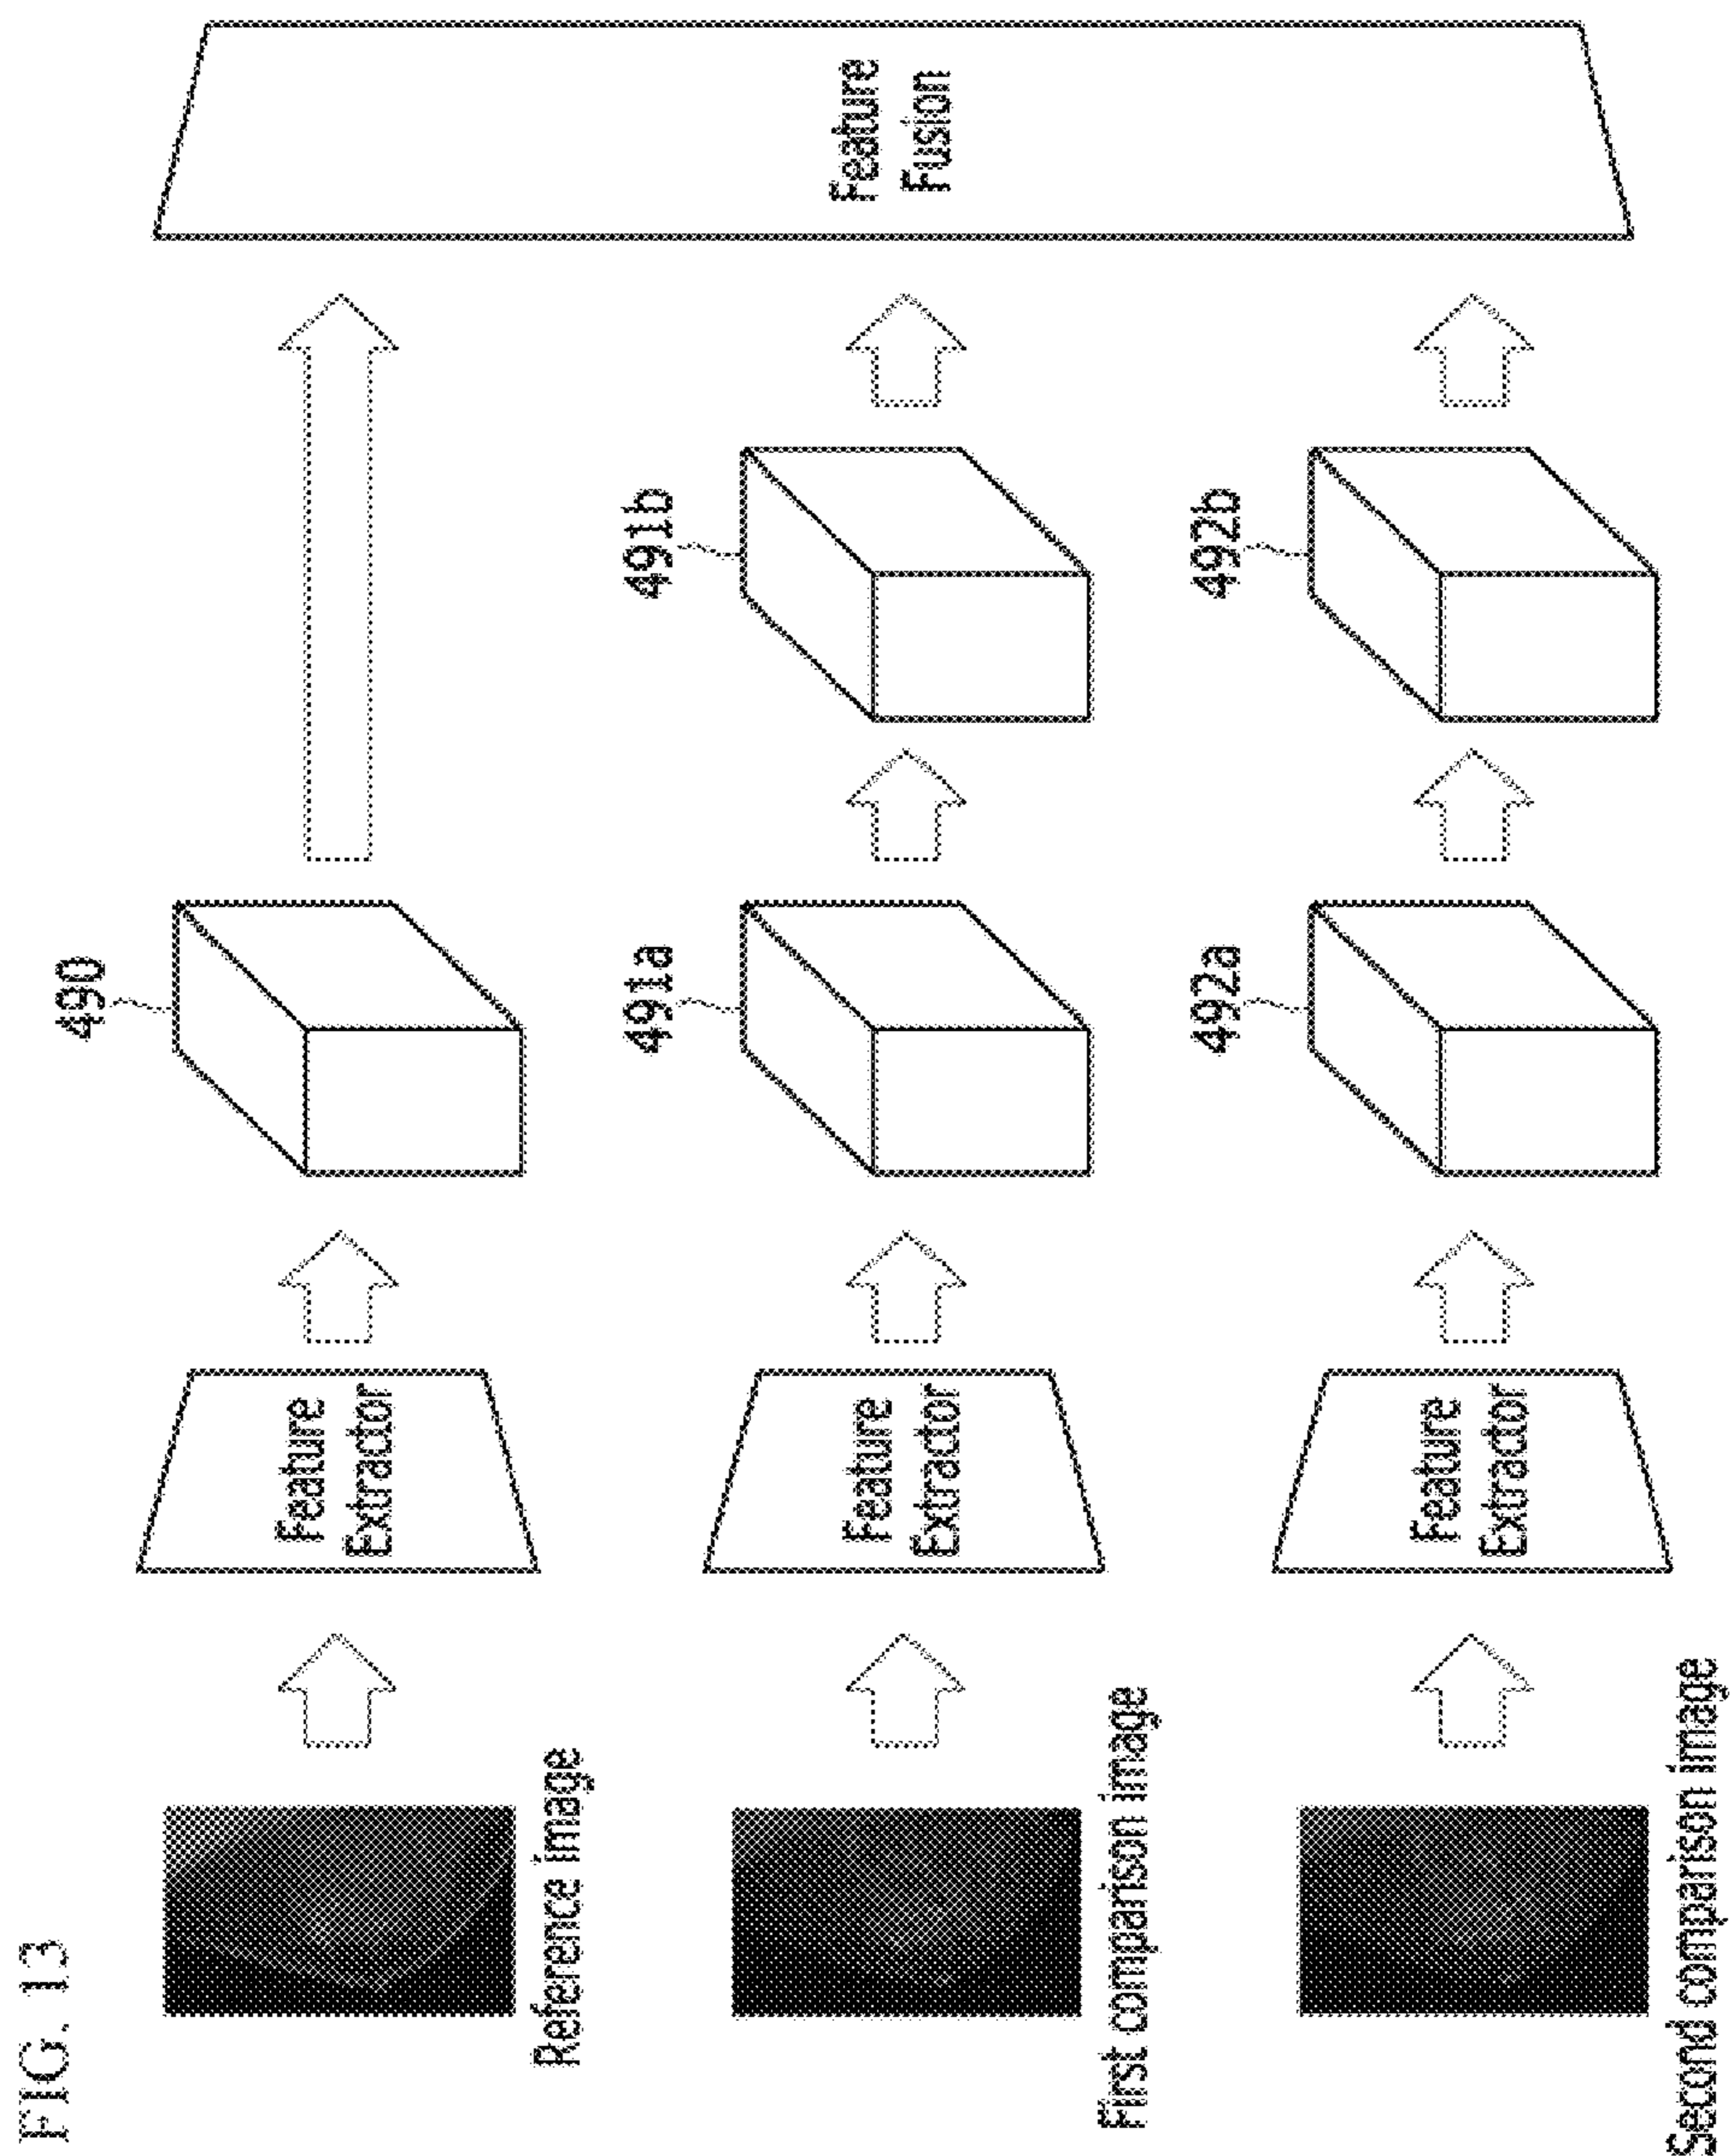 FIG. 13
490
Feature
Extractor
Reference image
491a
491b
Feature
Extractor
First comparison image
Feature
Fusion
492a
492b
Feature
Extractor
Second comparison image